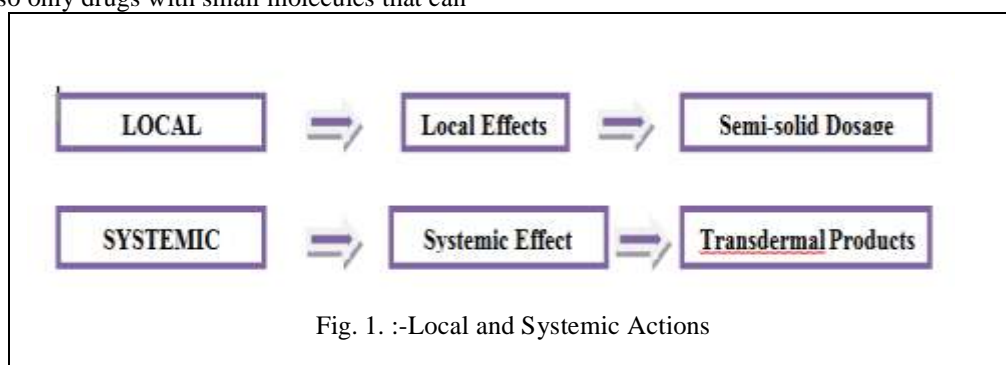 so only drugs with small molecules that can
LOCAL Local Effects Semi-solid Dosage
SYSTEMIC Systemic Effect Transdermal Products
Fig. 1. :-Local and Systemic Actions